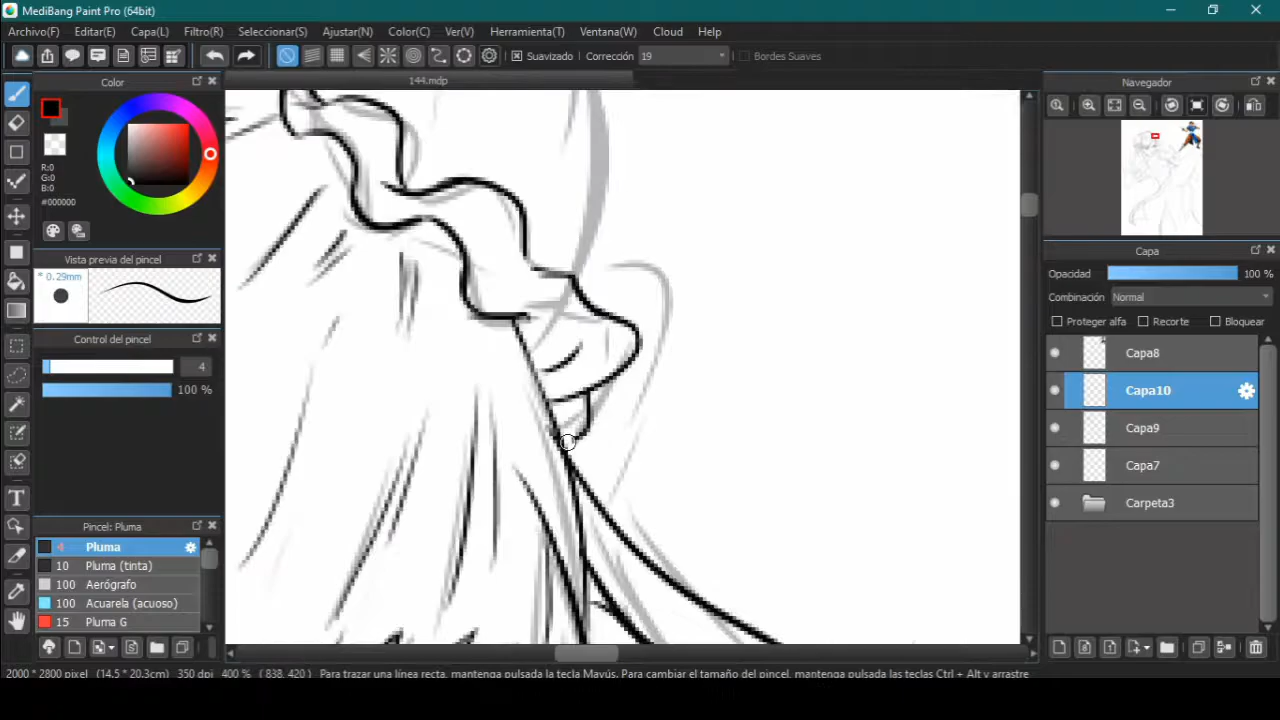 MediBang Paint Pro (64bit)
Archivo(F) Editar(E) Capa(L) Filtro(R) Seleccionar(S) Ajustar(N) Color(C) Ver(V) Herramienta(T) Ventana(W) Cloud Help
Suavizado Corrección 19 Bordes Suaves
Color
144.mdp
Navegador
R:0
G:0
B:0
#000000
Vista previa del pincel
* 0.29mm
Control del pincel
4
100 %
Capa
Opacidad 100 %
Combinación Normal
Proteger alfa Recorte Bloquear
Capa8
Capa10
Capa9
Capa7
Carpeta3
Pincel: Pluma
4 Pluma
10 Pluma (tinta)
100 Aerógrafo
100 Acuarela (acuoso)
15 Pluma G
2000 * 2800 pixel (14.5 * 20.3cm) 350 dpi 400 % ( 838, 420 ) Para trazar una línea recta, mantenga pulsada la tecla Mayús. Para cambiar el tamaño del pincel, mantenga pulsadas las teclas Ctrl + Alt y arrastre